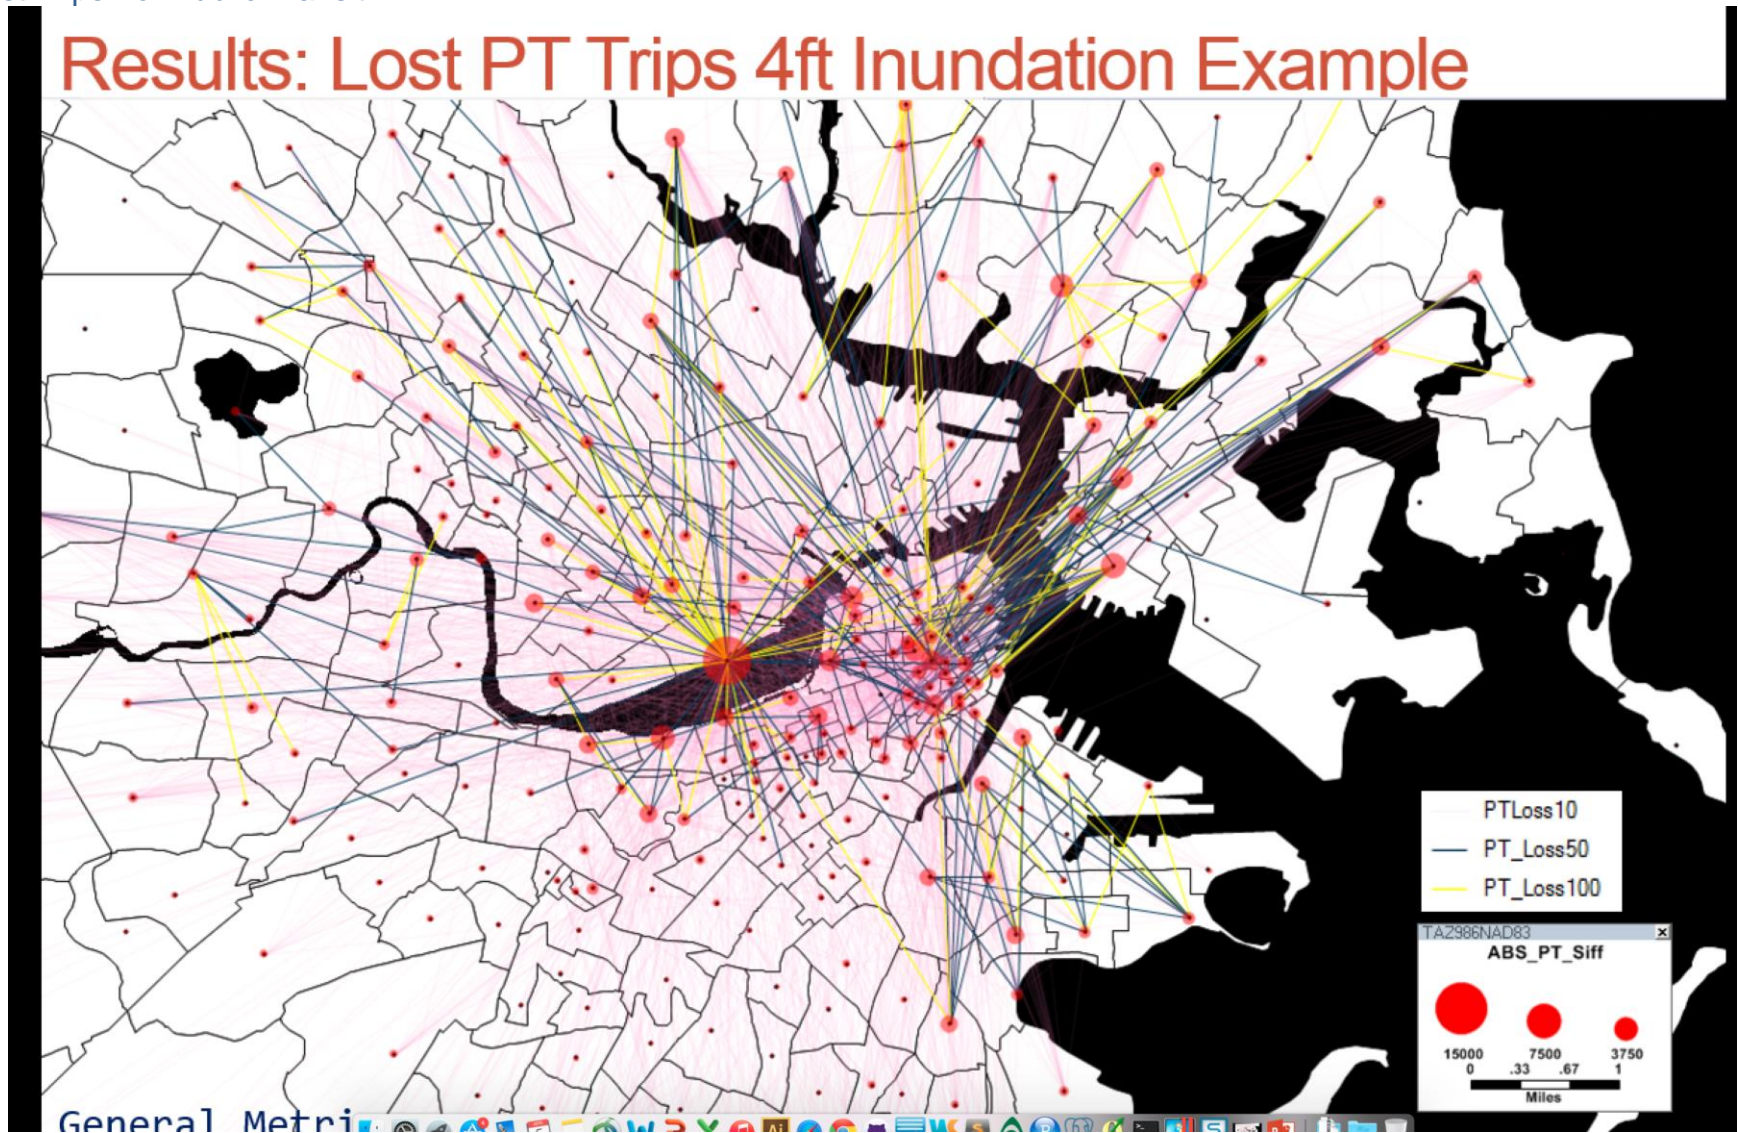 Results: Lost PT Trips 4ft Inundation Example
PTLoss10
PT_Loss50
PT_Loss100
TAZ986NAD83
ABS_PT_Siff
15000 7500 3750
0 .33 .67 1
Miles
General Metri